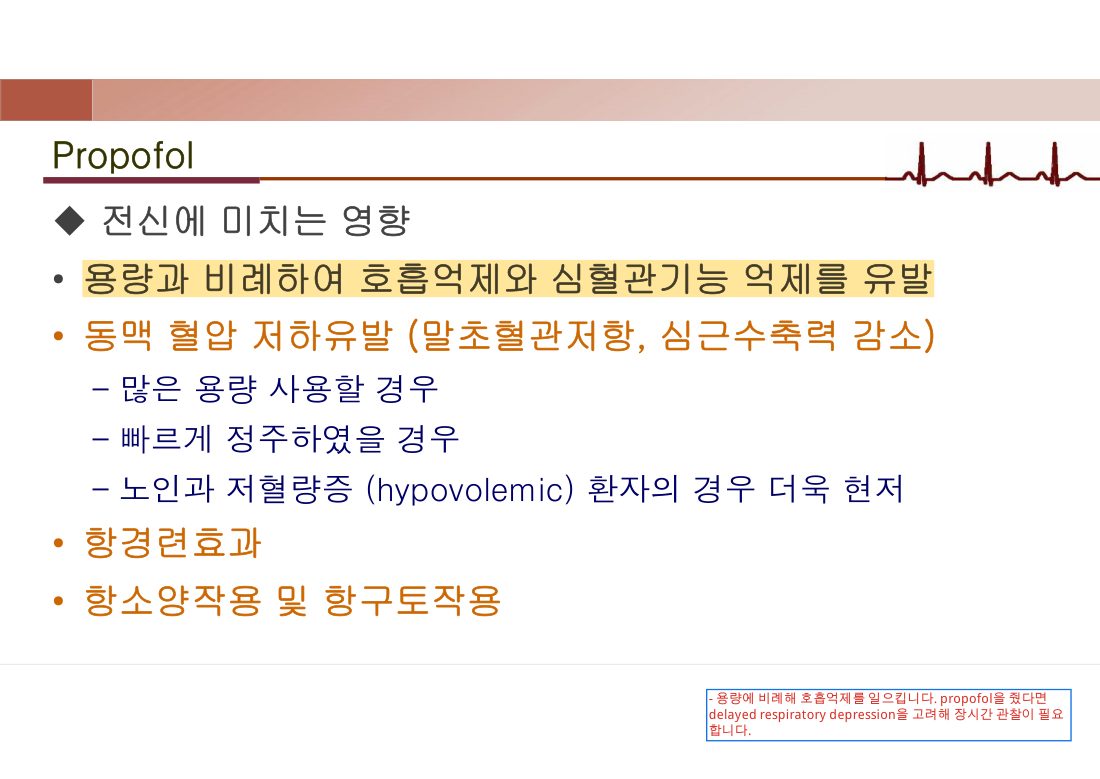 Propofol
◆ 전신에 미치는 영향
• 용량과 비례하여 호흡억제와 심혈관기능 억제를 유발
• 동맥 혈압 저하유발 (말초혈관저항, 심근수축력 감소)
– 많은 용량 사용할 경우
– 빠르게 정주하였을 경우
– 노인과 저혈량증 (hypovolemic) 환자의 경우 더욱 현저
• 항경련효과
• 항소양작용 및 항구토작용
- 용량에 비례해 호흡억제를 일으킵니다. propofol을 줬다면
delayed respiratory depression을 고려해 장시간 관찰이 필요
합니다.